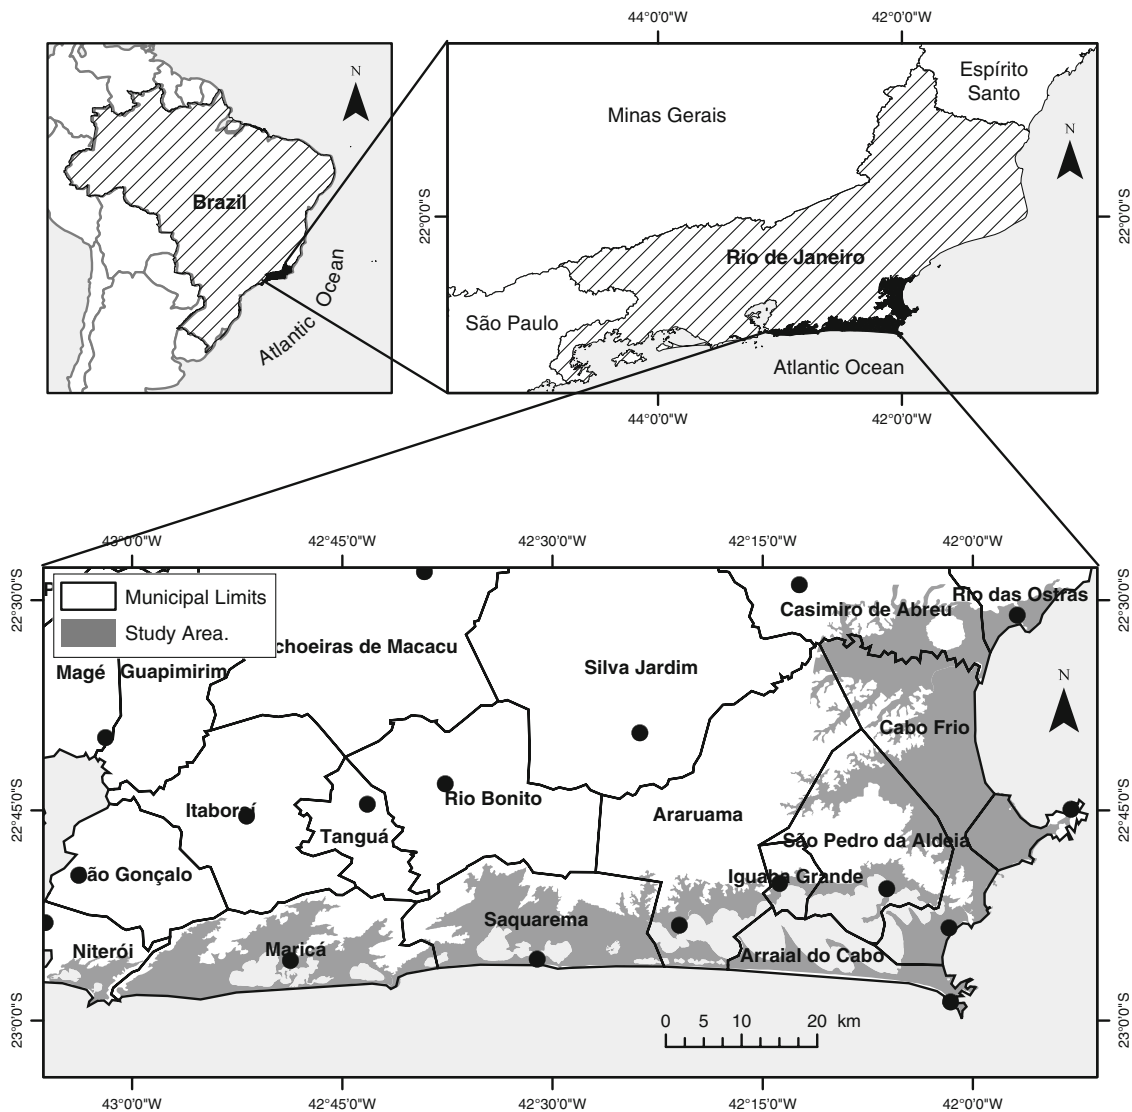 44°0'0"W
42°0'0"W
N
Brazil
Atlantic Ocean
Minas Gerais
Espírito
Santo
N
22°0'0"S
22°0'0"S
Rio de Janeiro
São Paulo
Atlantic Ocean
44°0'0"W
42°0'0"W
43°0'0"W
42°45'0"W
42°30'0"W
42°15'0"W
42°0'0"W
22°30'0"S
22°30'0"S
Municipal Limits
Study Area.
Casimiro de Abreu
Rio das Ostras
choeiras de Macacu
Magé
Guapimirim
Silva Jardim
N
Cabo Frio
Itaboraí
Rio Bonito
Araruama
Tanguá
São Pedro da Aldeia
22°45'0"S
22°45'0"S
ão Gonçalo
Iguaba Grande
Saquarema
Niterói
Maricá
Arraial do Cabo
23°0'0"S
23°0'0"S
0 5 10 20 km
43°0'0"W
42°45'0"W
42°30'0"W
42°15'0"W
42°0'0"W